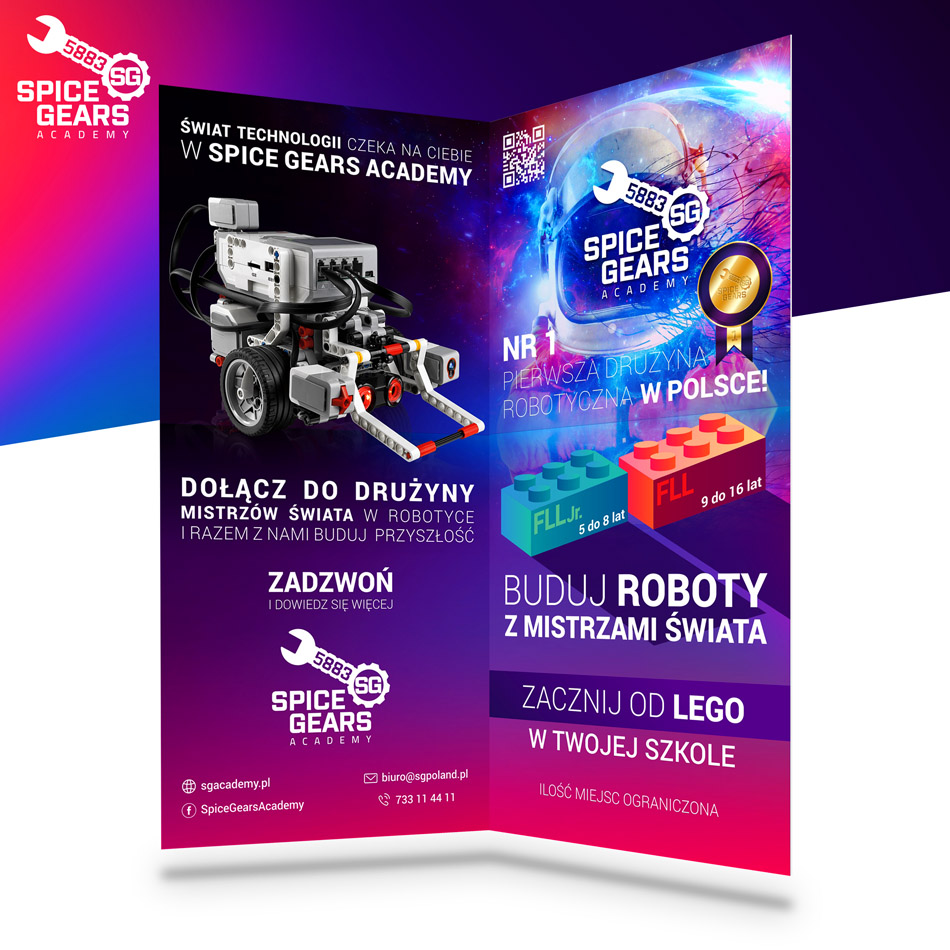 5883
SG
SPICE
GEARS
ACADEMY
ŚWIAT TECHNOLOGII CZEKA NA CIEBIE
W SPICE GEARS ACADEMY
DOŁĄCZ DO DRUŻYNY
MISTRZÓW ŚWIATA W ROBOTYCE
I RAZEM Z NAMI BUDUJ PRZYSZŁOŚĆ
ZADZWOŃ
I DOWIEDZ SIĘ WIĘCEJ
5883
SG
SPICE
GEARS
ACADEMY
sgacademy.pl
SpiceGearsAcademy
biuro@sgpoland.pl
733 11 44 11
5883
SG
SPICE
GEARS
ACADEMY
SPICE
GEARS
1
NR 1
PIERWSZA DRUŻYNA
ROBOTYCZNA W POLSCE!
FLL Jr.
5 do 8 lat
FLL
9 do 16 lat
BUDUJ ROBOTY
Z MISTRZAMI ŚWIATA
ZACZNIJ OD LEGO
W TWOJEJ SZKOLE
ILOŚĆ MIEJSC OGRANICZONA